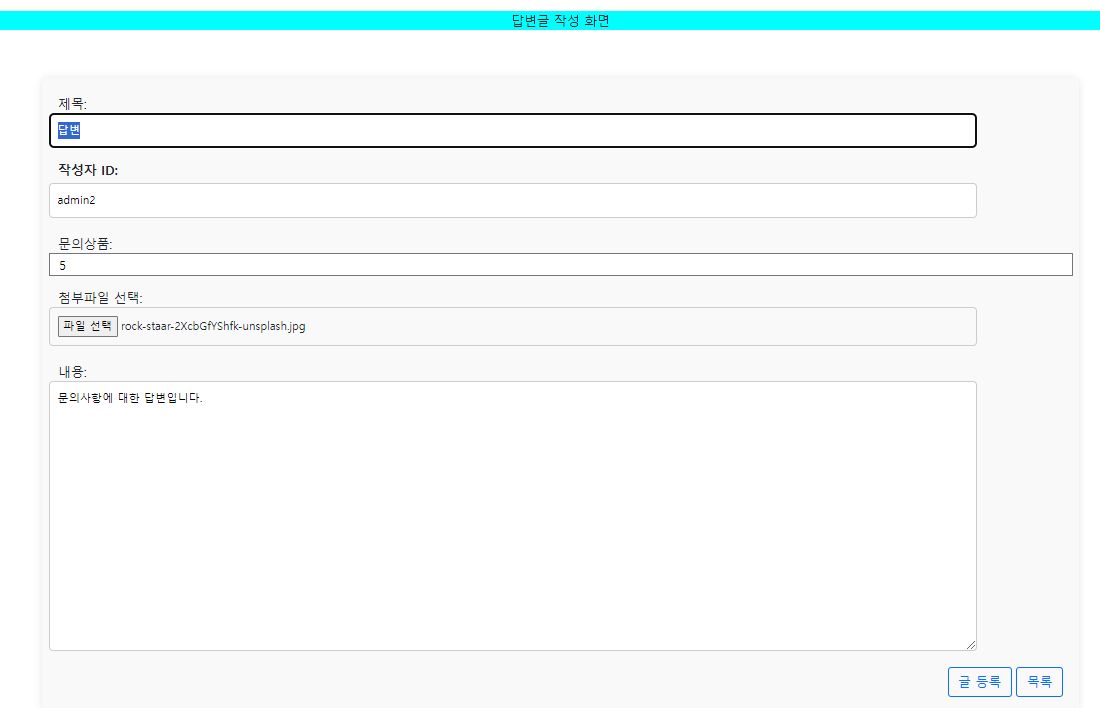 답변글 작성 화면
제목:
답변
작성자 ID:
admin2
문의상품:
5
첨부파일 선택:
파일 선택 rock-staar-2XcbGfYShfk-unsplash.jpg
내용:
문의사항에 대한 답변입니다.
글 등록 목록